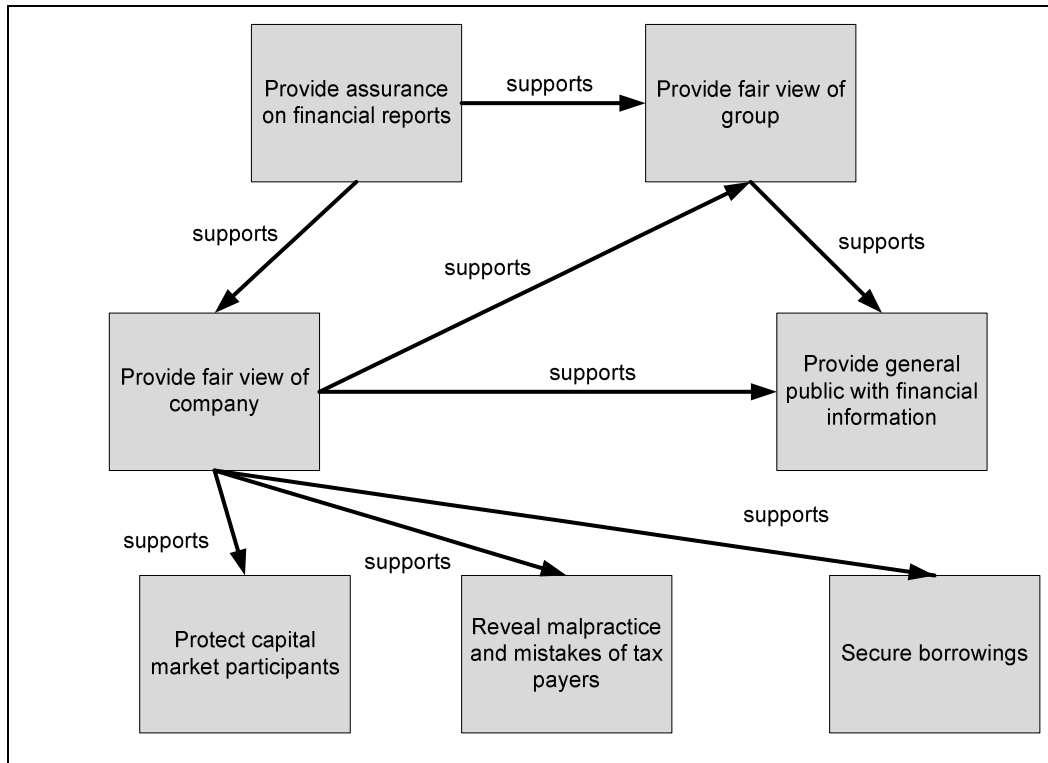 Provide assurance
on financial reports
supports
Provide fair view of
group
supports
supports
supports
Provide fair view of
company
supports
Provide general
public with financial
information
supports
supports
supports
Protect capital
market participants
Reveal malpractice
and mistakes of tax
payers
Secure borrowings